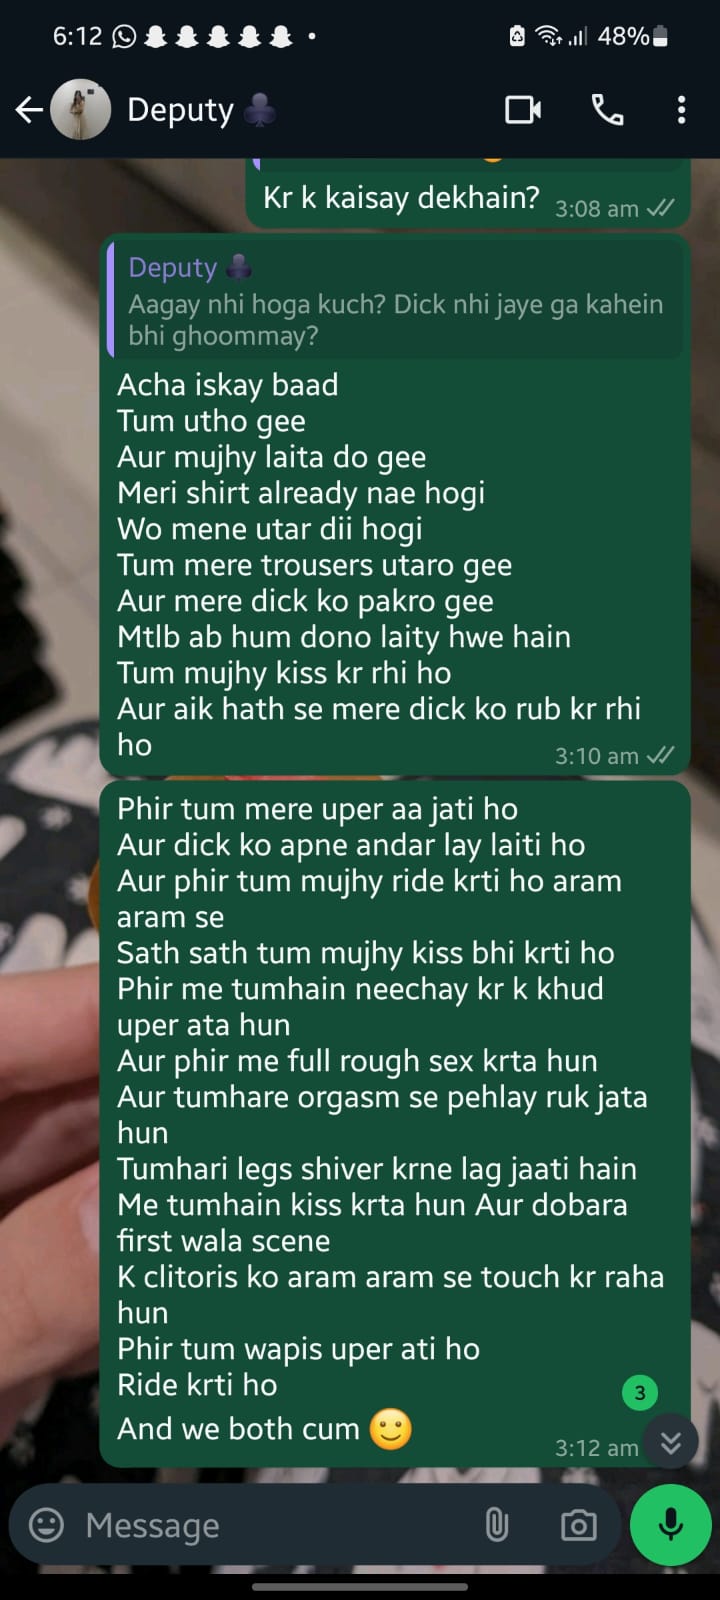 6:12
48%
Deputy ♣
Kr k kaisay dekhain?
3:08 am
Deputy ♣
Aagay nhi hoga kuch? Dick nhi jaye ga kahein
bhi ghoommay?
Acha iskay baad
Tum utho gee
Aur mujhy laita do gee
Meri shirt already nae hogi
Wo mene utar dii hogi
Tum mere trousers utaro gee
Aur mere dick ko pakro gee
Mtlb ab hum dono laity hwe hain
Tum mujhy kiss kr rhi ho
Aur aik hath se mere dick ko rub kr rhi
ho
3:10 am
Phir tum mere uper aa jati ho
Aur dick ko apne andar lay laiti ho
Aur phir tum mujhy ride krti ho aram
aram se
Sath sath tum mujhy kiss bhi krti ho
Phir me tumhain neechay kr k khud
uper ata hun
Aur phir me full rough sex krta hun
Aur tumhare orgasm se pehlay ruk jata
hun
Tumhari legs shiver krne lag jaati hain
Me tumhain kiss krta hun Aur dobara
first wala scene
K clitoris ko aram aram se touch kr raha
hun
Phir tum wapis uper ati ho
Ride krti ho
And we both cum 🙂
3:12 am
3
Message